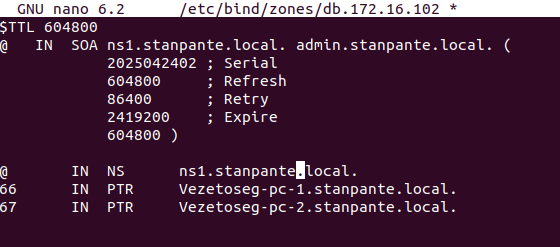 GNU nano 6.2 /etc/bind/zones/db.172.16.102 *
$TTL 604800
@ IN SOA ns1.stanpante.local. admin.stanpante.local. (
2025042402 ; Serial
604800 ; Refresh
86400 ; Retry
2419200 ; Expire
604800 )
@ IN NS ns1.stanpante.local.
66 IN PTR Vezetoseg-pc-1.stanpante.local.
67 IN PTR Vezetoseg-pc-2.stanpante.local.